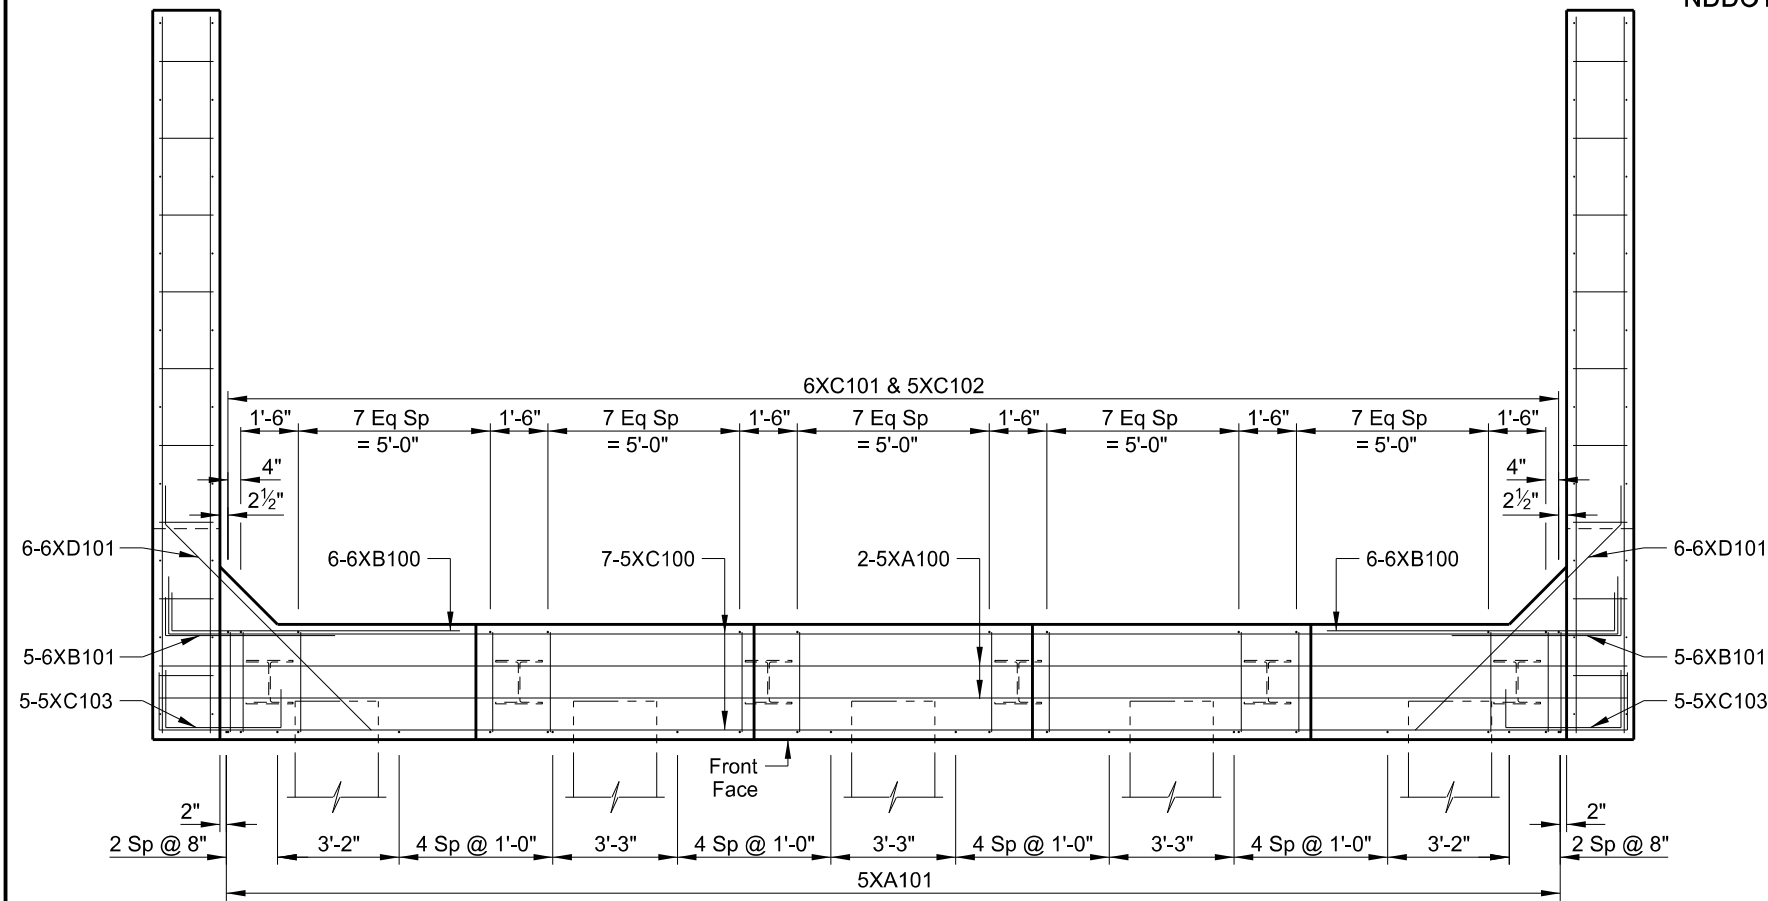 6XC101 & 5XC102
1'-6" 7 Eq Sp 1'-6" 7 Eq Sp 1'-6" 7 Eq Sp 1'-6" 7 Eq Sp 1'-6" 7 Eq Sp 1'-6"
= 5'-0" = 5'-0" = 5'-0" = 5'-0" = 5'-0"
4" 4"
2½" 2½"
6-6XD101 6-6XB100 7-5XC100 2-5XA100 6-6XB100 6-6XD101
5-6XB101 5-6XB101
5-5XC103 5-5XC103
Front
Face
2" 2"
2 Sp @ 8" 3'-2" 4 Sp @ 1'-0" 3'-3" 4 Sp @ 1'-0" 3'-3" 4 Sp @ 1'-0" 3'-3" 4 Sp @ 1'-0" 3'-2" 2 Sp @ 8"
5XA101